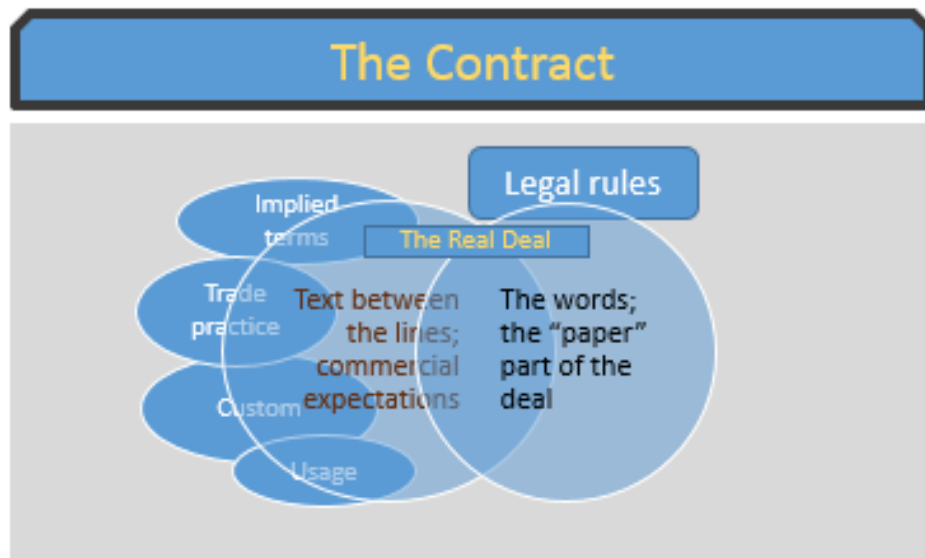 The Contract
Legal rules
Implied
terms
The Real Deal
Trade
practice
Text between
the lines;
commercial
expectations
The words;
the “paper”
part of the
deal
Custom
Usage